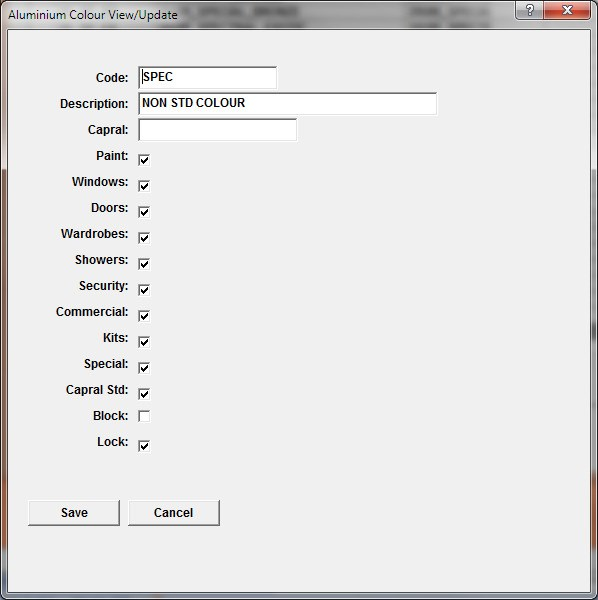 Aluminium Colour View/Update
Code: SPEC
Description: NON STD COLOUR
Capral:
Paint:
Windows:
Doors:
Wardrobes:
Showers:
Security:
Commercial:
Kits:
Special:
Capral Std:
Block:
Lock:
Save Cancel